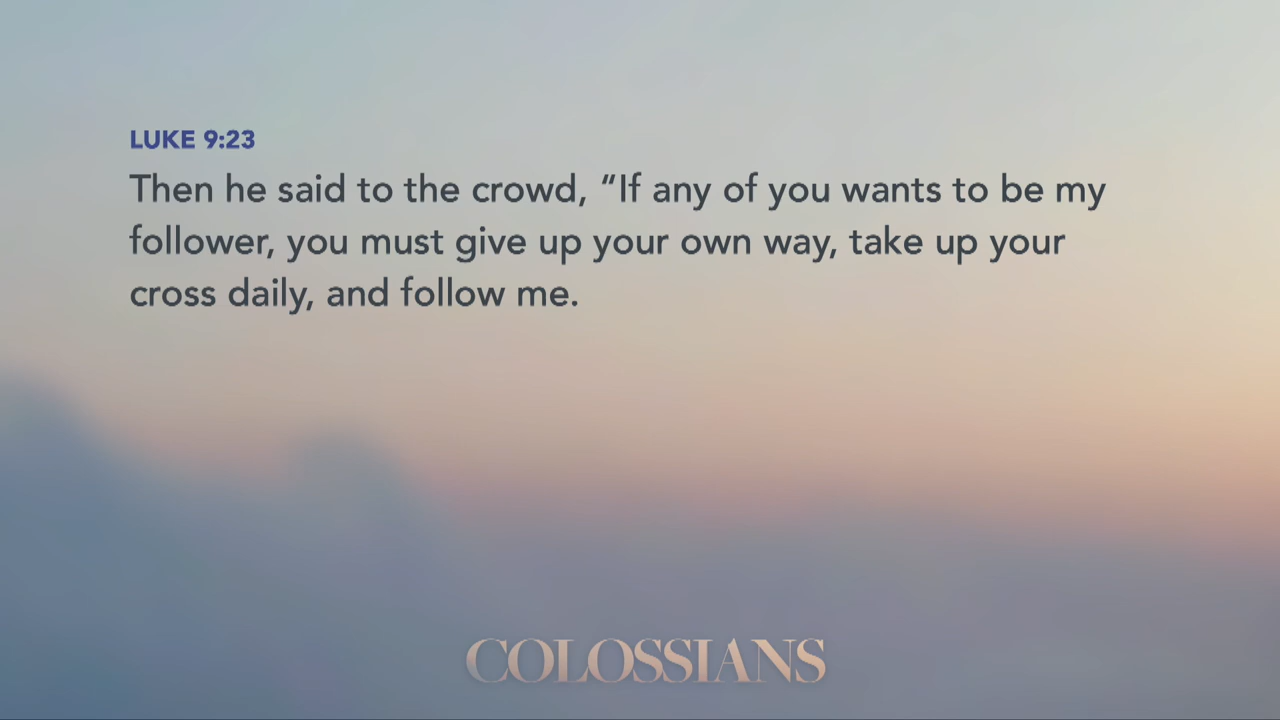 LUKE 9:23
Then he said to the crowd, “If any of you wants to be my
follower, you must give up your own way, take up your
cross daily, and follow me.
COLOSSIANS